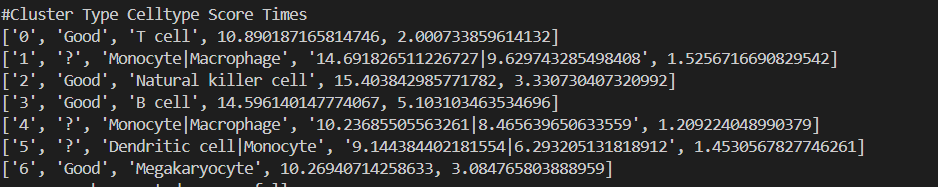 #Cluster Type Celltype Score Times
['0', 'Good', 'T cell', 10.890187165814746, 2.000733859614132]
['1', '?', 'Monocyte|Macrophage', '14.691826511226727|9.629743285498408', 1.5256716690829542]
['2', 'Good', 'Natural killer cell', 15.403842985771782, 3.330730407320992]
['3', 'Good', 'B cell', 14.596140147774067, 5.103103463534696]
['4', '?', 'Monocyte|Macrophage', '10.23685505563261|8.465639650633559', 1.209224048990379]
['5', '?', 'Dendritic cell|Monocyte', '9.144384402181554|6.293205131818912', 1.4530567827746261]
['6', 'Good', 'Megakaryocyte', 10.26940714258633, 3.084765803888959]